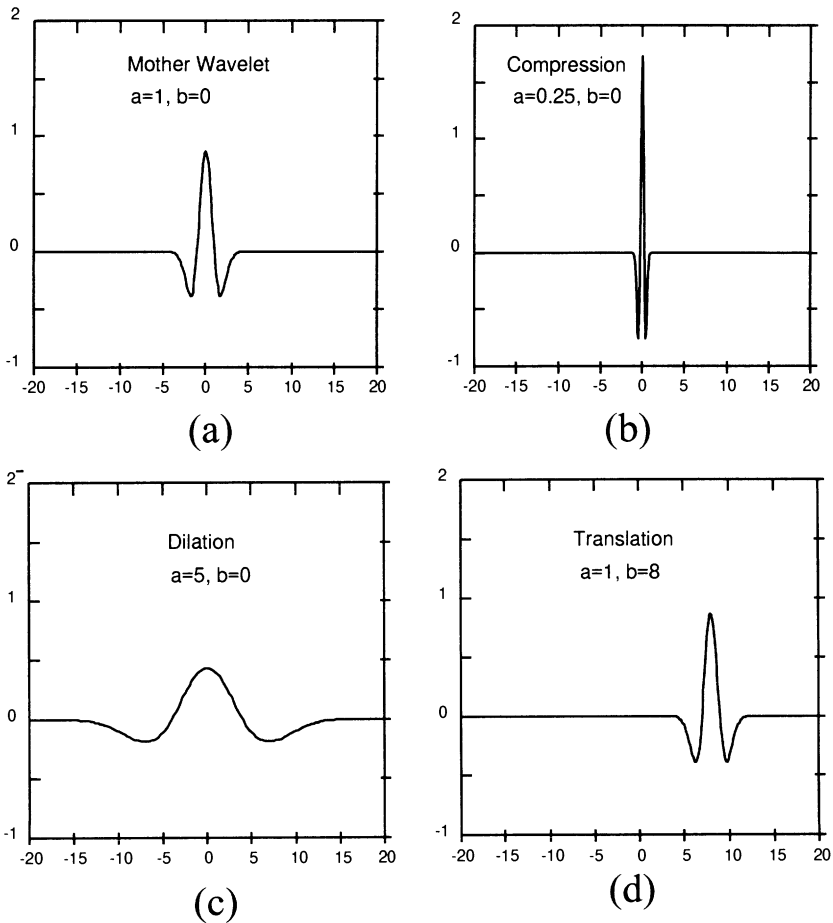 2
Mother Wavelet
a=1, b=0
1
0
-1
-20 -15 -10 -5 0 5 10 15 20
(a)
2
Compression
a=0.25, b=0
1
0
-1
-20 -15 -10 -5 0 5 10 15 20
(b)
2
Dilation
a=5, b=0
1
0
-1
-20 -15 -10 -5 0 5 10 15 20
(c)
2
Translation
a=1, b=8
1
0
-1
-20 -15 -10 -5 0 5 10 15 20
(d)